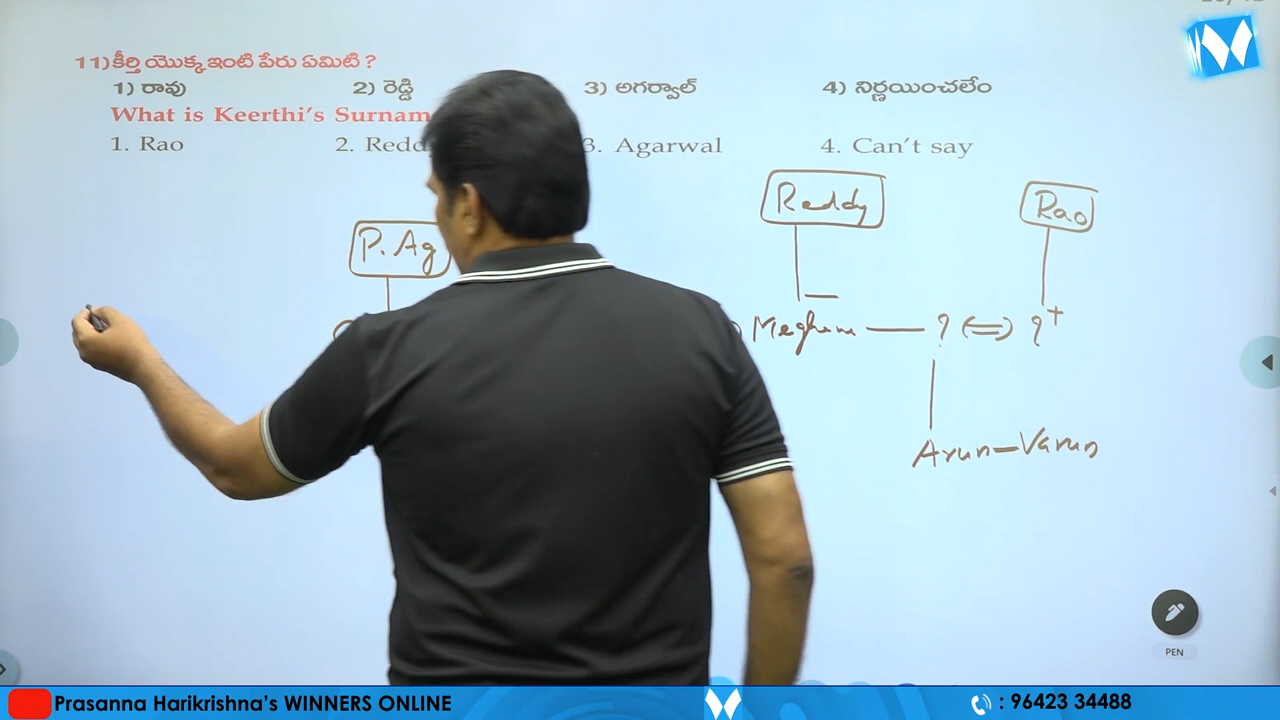 11) కీర్తి యొక్క ఇంటి పేరు ఏమిటి ?
1) రావు 2) రెడ్డి 3) అగర్వాల్ 4) నిర్ణయించలేం
What is Keerthi's Surnam
1. Rao 2. Redd 3. Agarwal 4. Can't say
Reddy Rao
P. Ag
? ⟺ ?+
Arun–Varun
PEN
Prasanna Harikrishna's WINNERS ONLINE W : 96423 34488